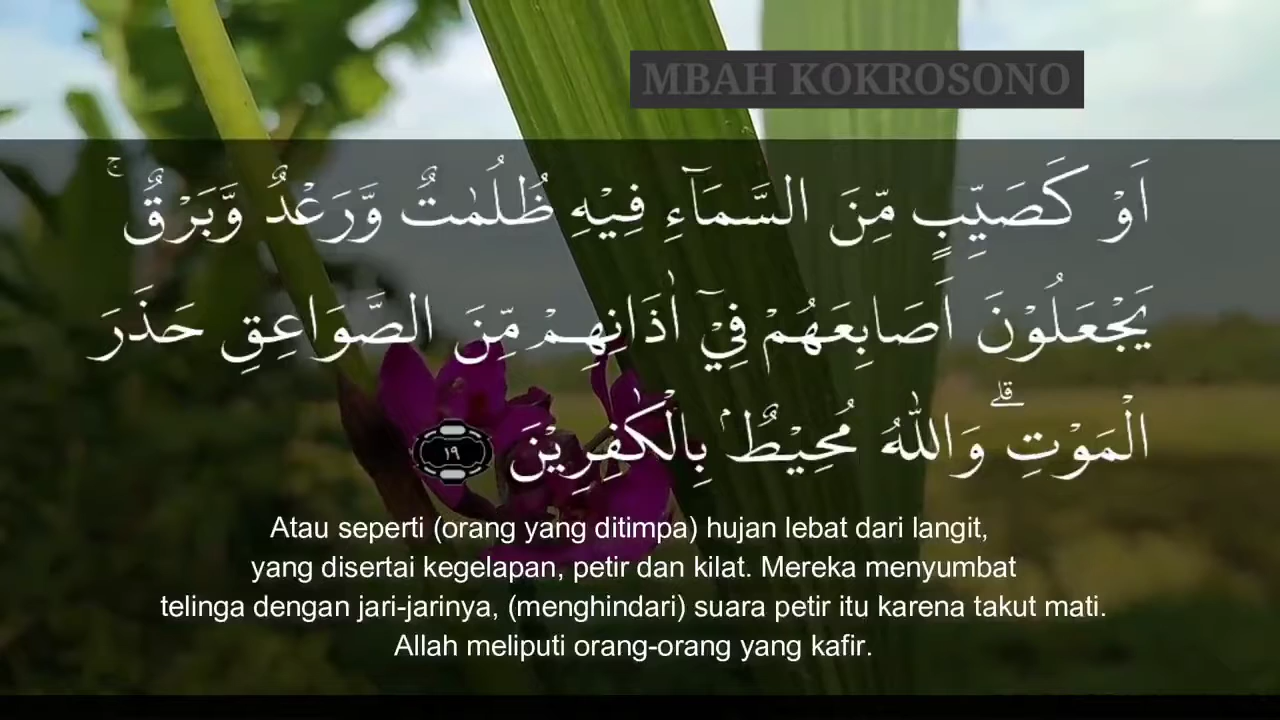 MBAH KOKROSONO
اَوْ كَصَيِّبٍ مِّنَ السَّمَاۤءِ فِيْهِ ظُلُمٰتٌ وَّرَعْدٌ وَّبَرْقٌۚ
يَجْعَلُوْنَ اَصَابِعَهُمْ فِيْٓ اٰذَانِهِمْ مِّنَ الصَّوَاعِقِ حَذَرَ
الْمَوْتِۗ وَاللّٰهُ مُحِيْطٌۢ بِالْكٰفِرِيْنَ ١٩
Atau seperti (orang yang ditimpa) hujan lebat dari langit,
yang disertai kegelapan, petir dan kilat. Mereka menyumbat
telinga dengan jari-jarinya, (menghindari) suara petir itu karena takut mati.
Allah meliputi orang-orang yang kafir.